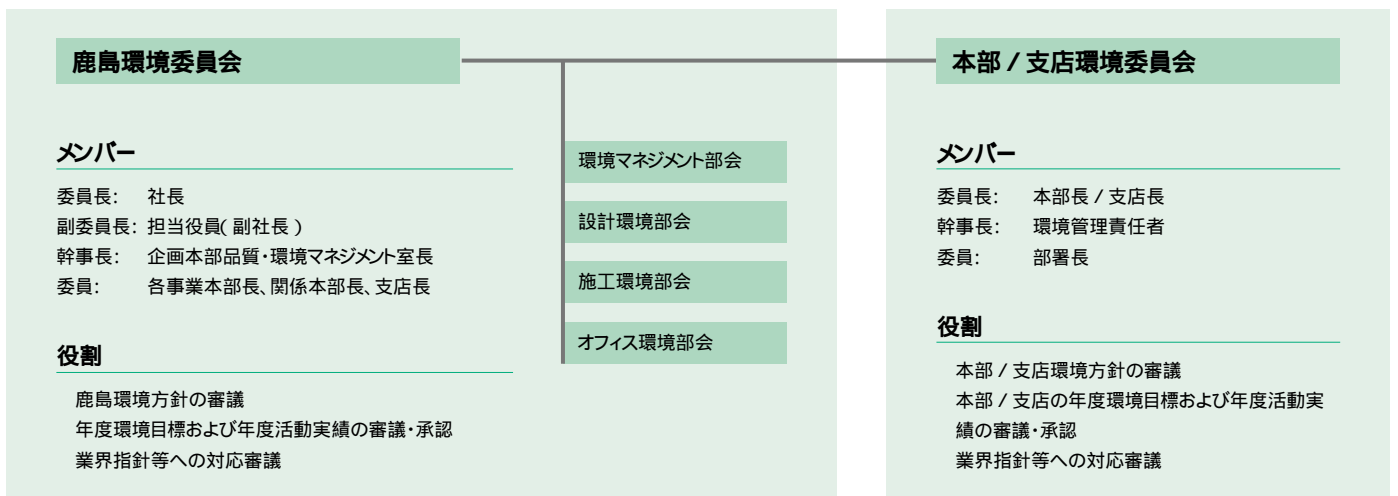 鹿島環境委員会
メンバー
委員長: 社長
副委員長: 担当役員(副社長)
幹事長: 企画本部品質・環境マネジメント室長
委員: 各事業本部長、関係本部長、支店長
役割
鹿島環境方針の審議
年度環境目標および年度活動実績の審議・承認
業界指針等への対応審議
環境マネジメント部会
設計環境部会
施工環境部会
オフィス環境部会
本部/支店環境委員会
メンバー
委員長: 本部長/支店長
幹事長: 環境管理責任者
委員: 部署長
役割
本部/支店環境方針の審議
本部/支店の年度環境目標および年度活動実
績の審議・承認
業界指針等への対応審議